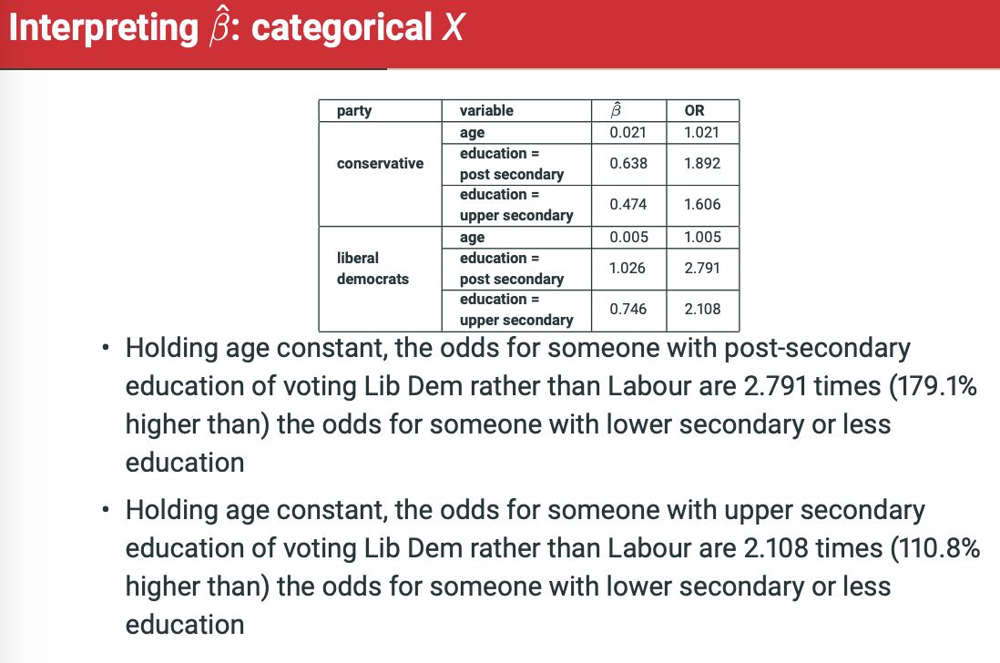 Interpreting β̂: categorical X
party variable β̂ OR
age 0.021 1.021
conservative
education =
post secondary
0.638 1.892
education =
upper secondary
0.474 1.606
age 0.005 1.005
liberal
democrats
education =
post secondary
1.026 2.791
education =
upper secondary
0.746 2.108
• Holding age constant, the odds for someone with post-secondary
education of voting Lib Dem rather than Labour are 2.791 times (179.1%
higher than) the odds for someone with lower secondary or less
education
• Holding age constant, the odds for someone with upper secondary
education of voting Lib Dem rather than Labour are 2.108 times (110.8%
higher than) the odds for someone with lower secondary or less
education